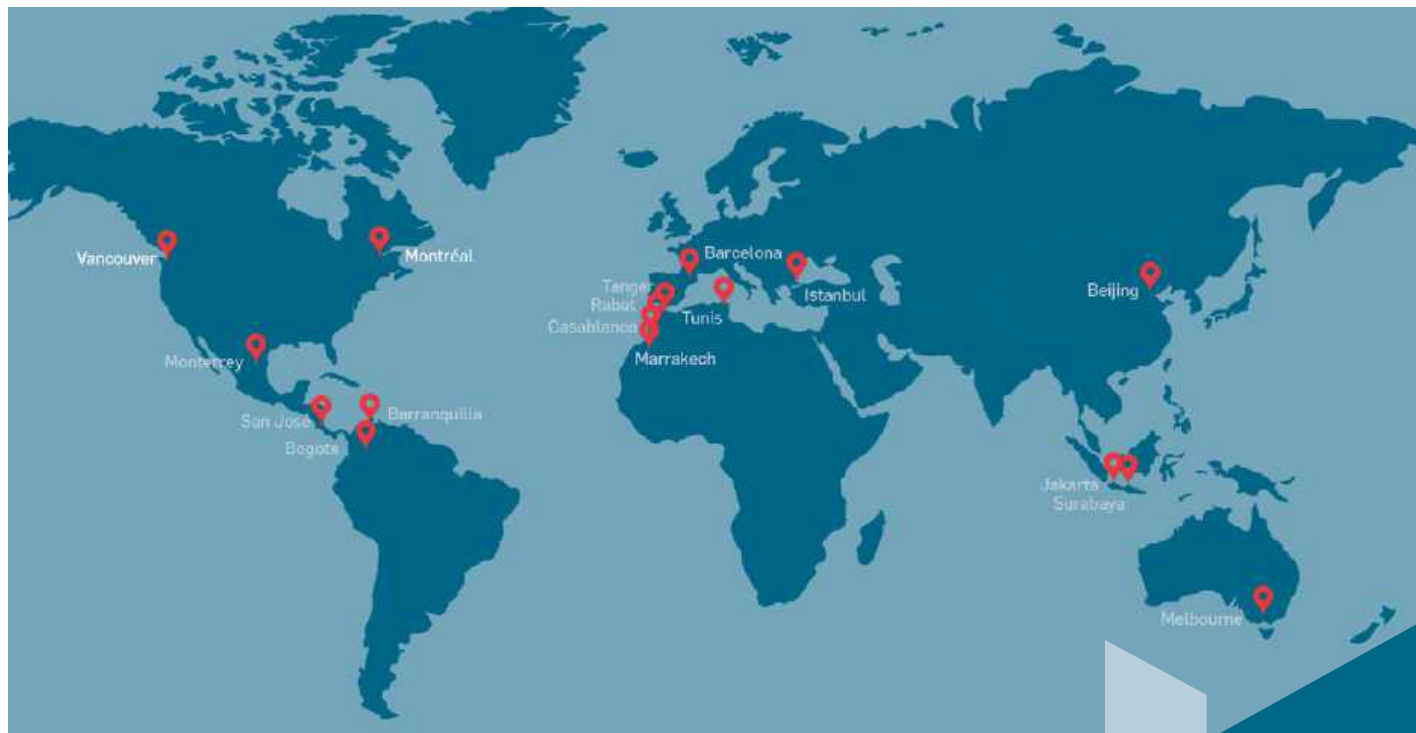 Vancouver
Montréal
Barcelona
Istanbul
Beijing
Tanger
Rabat
Casablanca
Tunis
Marrakech
Monterrey
San José
Barranquilla
Bogota
Jakarta
Surabaya
Melbourne